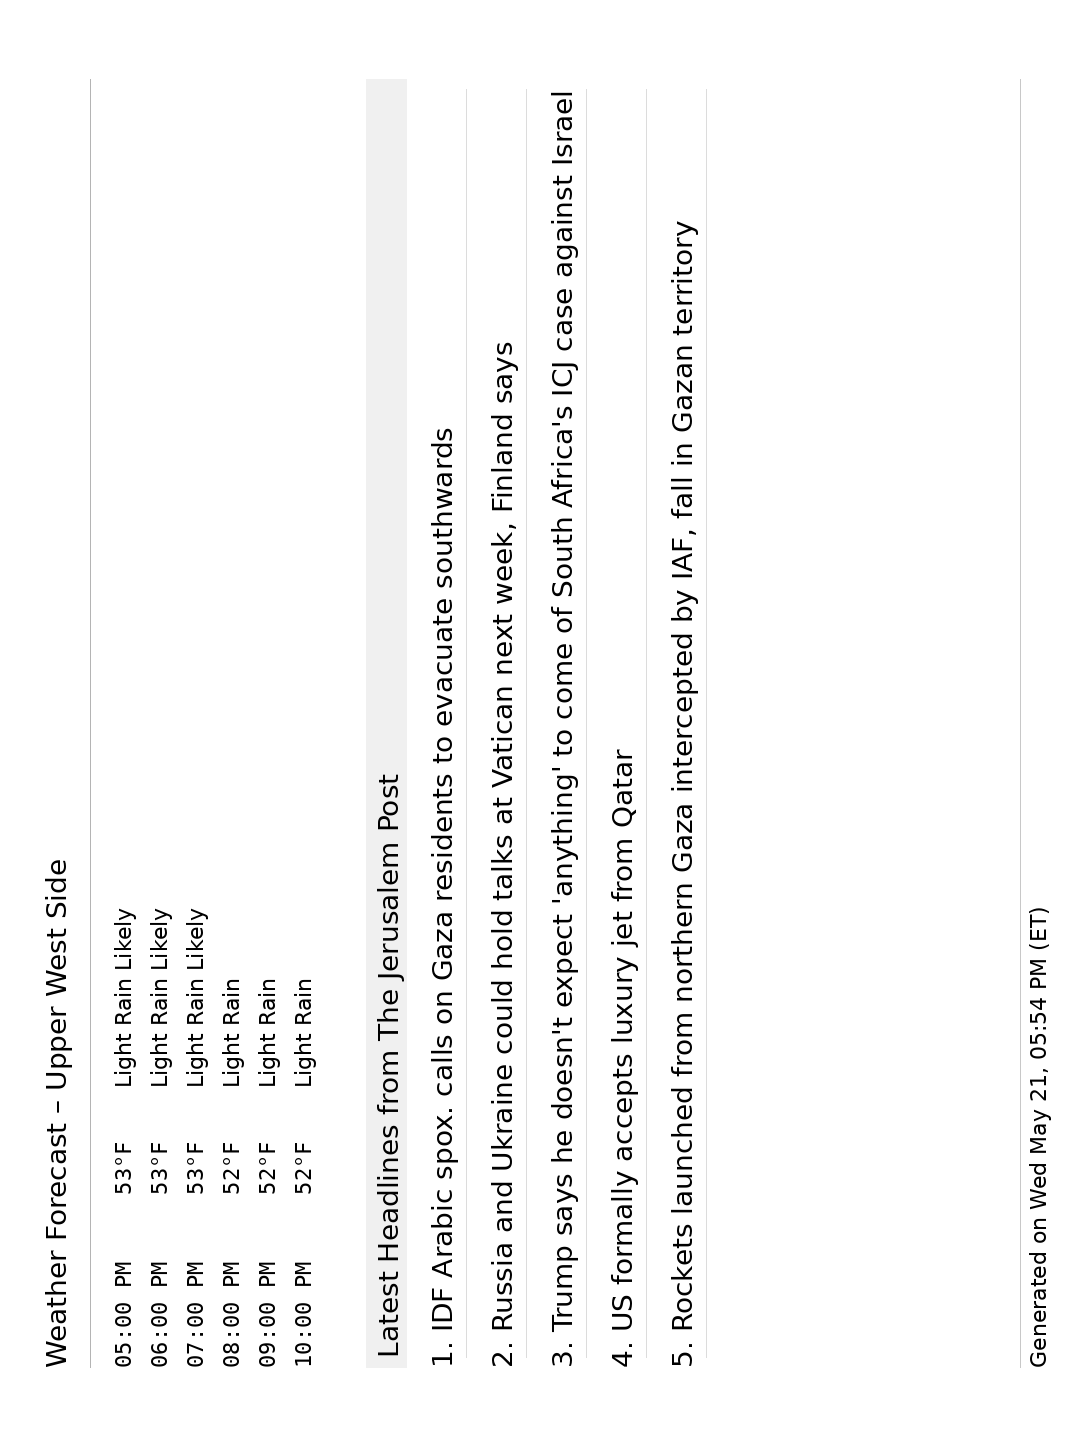 Weather Forecast – Upper West Side
05:00 PM 53°F Light Rain Likely
06:00 PM 53°F Light Rain Likely
07:00 PM 53°F Light Rain Likely
08:00 PM 52°F Light Rain
09:00 PM 52°F Light Rain
10:00 PM 52°F Light Rain
Latest Headlines from The Jerusalem Post
1. IDF Arabic spox. calls on Gaza residents to evacuate southwards
2. Russia and Ukraine could hold talks at Vatican next week, Finland says
3. Trump says he doesn't expect 'anything' to come of South Africa's ICJ case against Israel
4. US formally accepts luxury jet from Qatar
5. Rockets launched from northern Gaza intercepted by IAF, fall in Gazan territory
Generated on Wed May 21, 05:54 PM (ET)